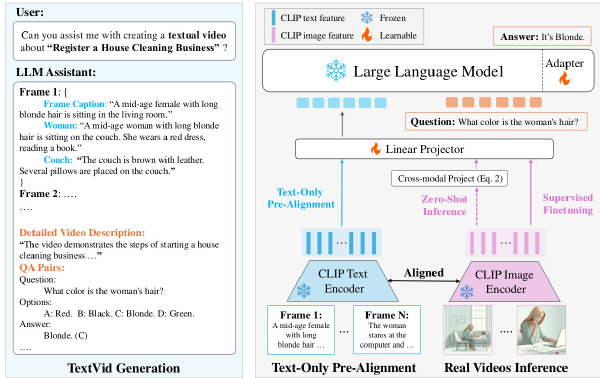 User:
Can you assist me with creating a textual video
about “Register a House Cleaning Business” ?
LLM Assistant:
Frame 1: {
Frame Caption: “A mid-age female with long
blonde hair is sitting in the living room.”
Woman: “A mid-age woman with long blonde
hair is sitting on the couch. She wears a red dress,
reading a book.”
Couch: “The couch is brown with leather.
Several pillows are placed on the couch.”
}
Frame 2: ….
….
Detailed Video Description:
“The video demonstrates the steps of starting a house
cleaning business …”
QA Pairs:
Question:
What color is the woman's hair?
Options:
A: Red. B: Black. C: Blonde. D: Green.
Answer:
Blonde. (C)
….
TextVid Generation
CLIP text feature
CLIP image feature
Frozen
Learnable
Answer: It's Blonde.
Large Language Model
Adapter
Question: What color is the woman's hair?
Linear Projector
Cross-modal Project (Eq. 2)
Text-Only
Pre-Alignment
Zero-Shot
Inference
Supervised
Finetuning
...
...
CLIP Text
Encoder
Aligned
CLIP Image
Encoder
Frame 1:
A mid-age female
with long
blonde hair …
...
Frame N:
The woman
stares at the
computer and …
....
Text-Only Pre-Alignment
Real Videos Inference